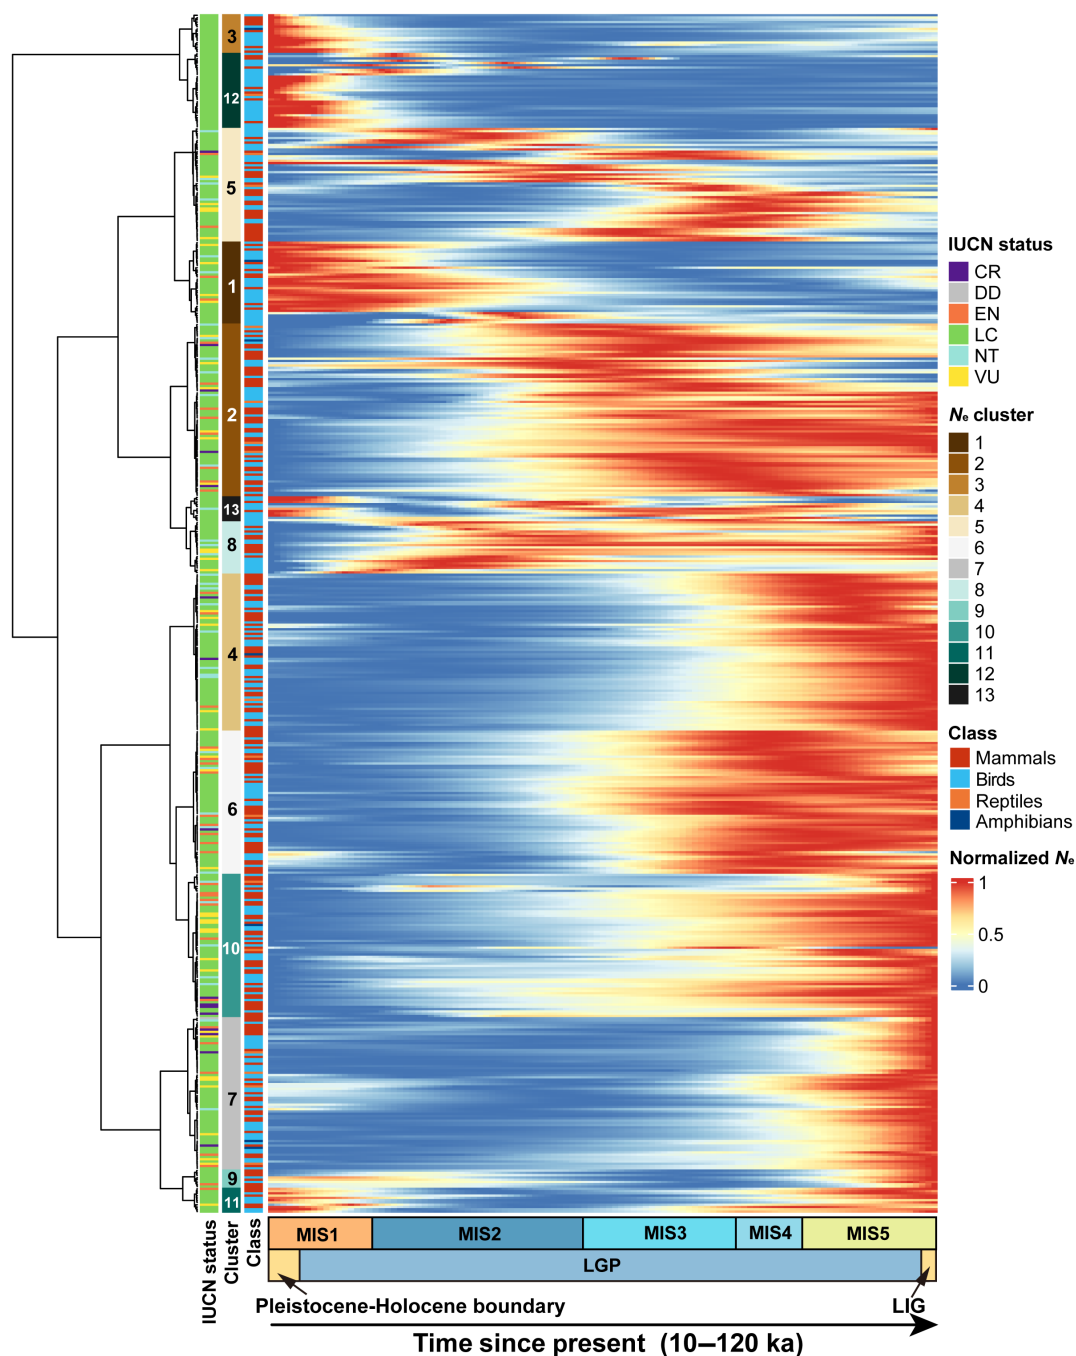 3
12
5
1
2
13
8
4
6
10
7
9
11
IUCN status
CR
DD
EN
LC
NT
VU
Ne cluster
1
2
3
4
5
6
7
8
9
10
11
12
13
Class
Mammals
Birds
Reptiles
Amphibians
Normalized Ne
1
0.5
0
IUCN status
Cluster
Class
MIS1 MIS2 MIS3 MIS4 MIS5
LGP
Pleistocene-Holocene boundary LIG
Time since present (10–120 ka)